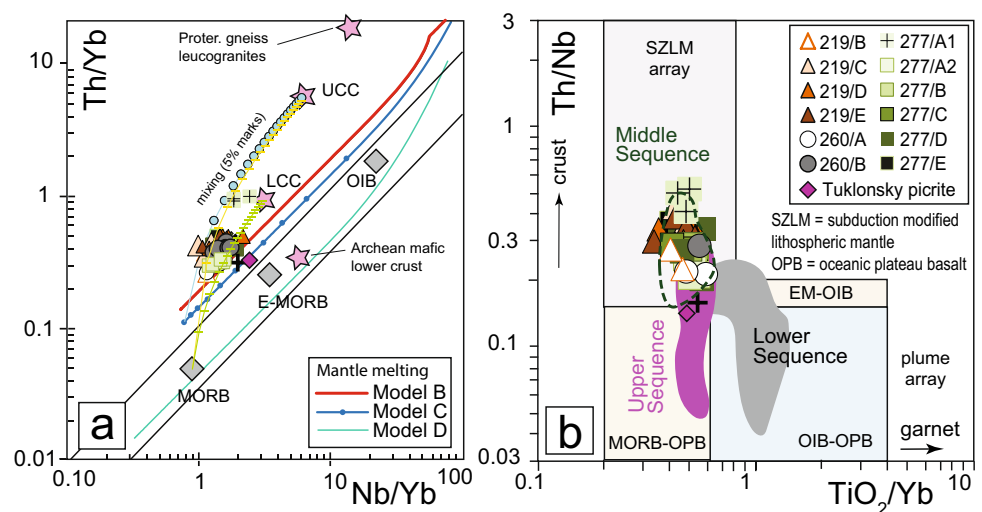 10
1
0.1
0.01
0.10
1
10
100
Th/Yb
Nb/Yb
Proter. gneiss
leucogranites
UCC
mixing (5% marks)
LCC
OIB
Archean mafic
lower crust
E-MORB
MORB
a
Mantle melting
Model B
Model C
Model D
3
1
0.3
0.1
0.03
0.10
1
10
Th/Nb
TiO2/Yb
crust
SZLM
array
Middle
Sequence
219/B
219/C
219/D
219/E
260/A
260/B
277/A1
277/A2
277/B
277/C
277/D
277/E
Tuklonsky picrite
SZLM = subduction modified
lithospheric mantle
OPB = oceanic plateau basalt
EM-OIB
Lower
Sequence
Upper
Sequence
plume
array
garnet
b
MORB-OPB
OIB-OPB